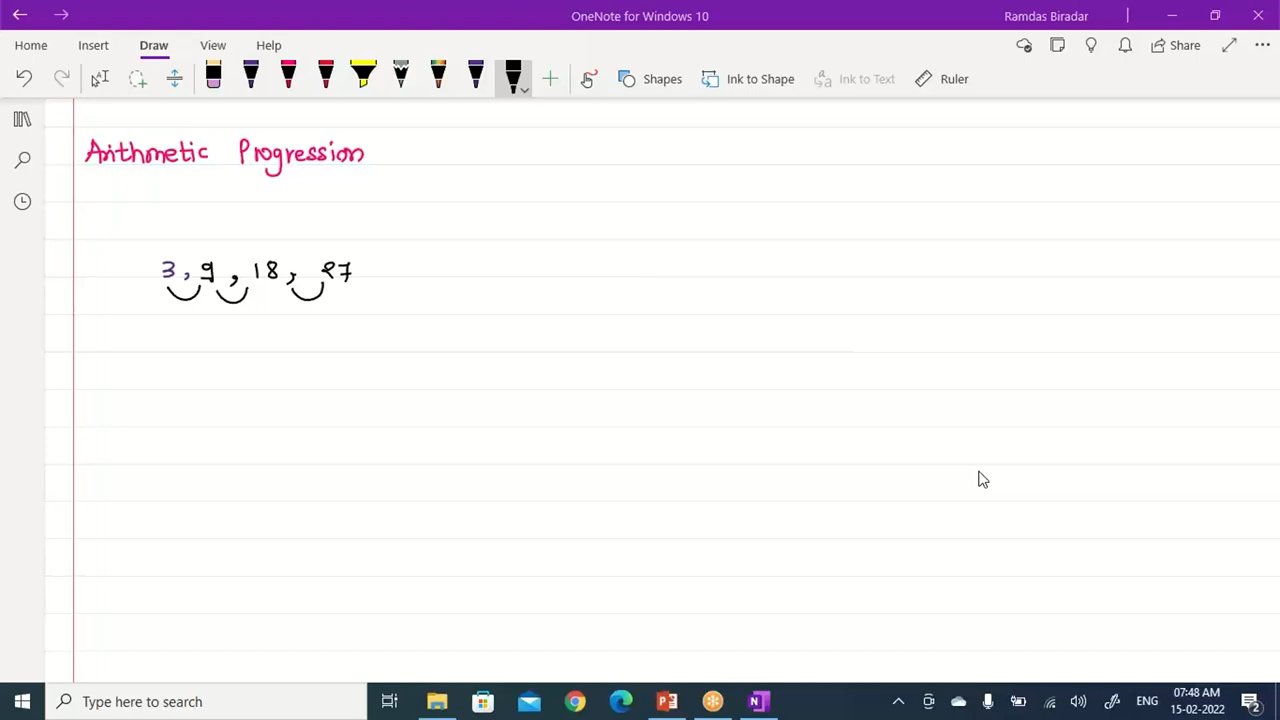 OneNote for Windows 10
Ramdas Biradar
Home Insert Draw View Help
Share
Shapes Ink to Shape Ink to Text Ruler
Arithmetic Progression
3, 9, 18, 27
Type here to search
ENG
07:48 AM
15-02-2022
2